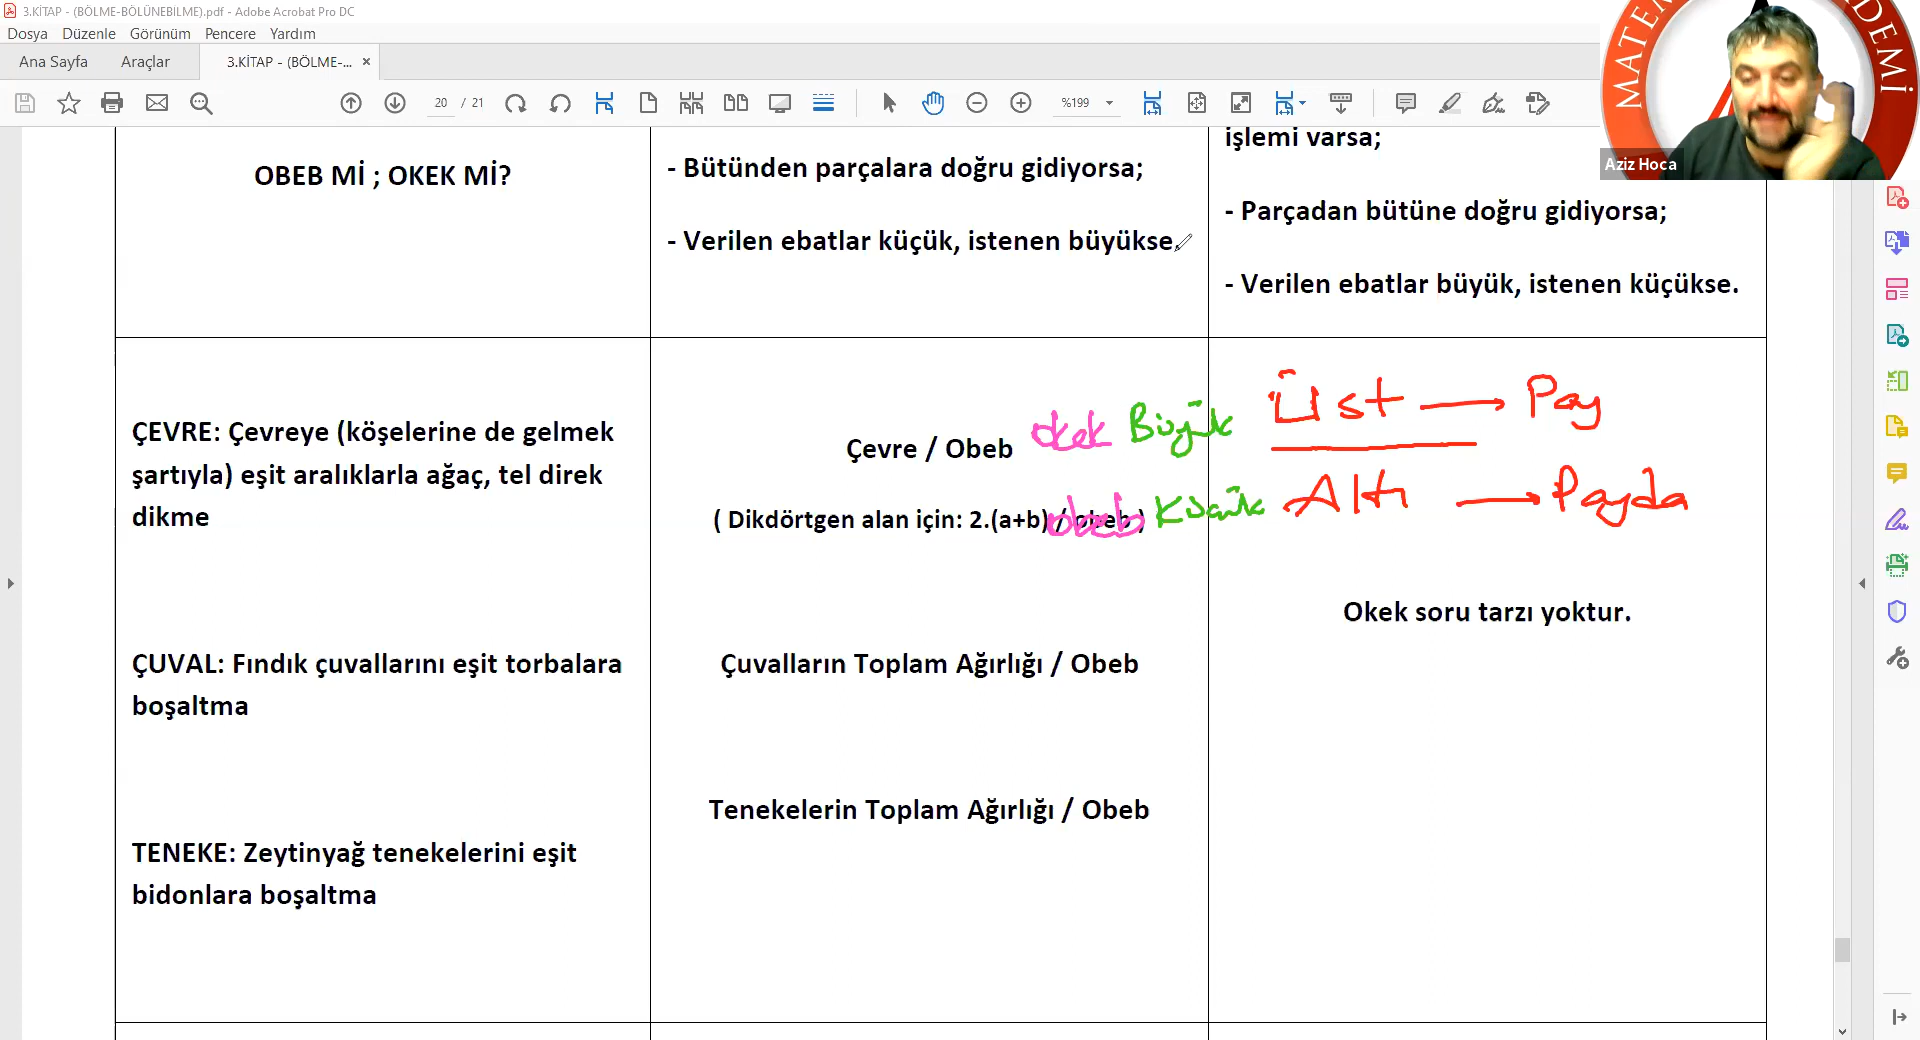 3.KİTAP - (BÖLME-BÖLÜNEBİLME).pdf - Adobe Acrobat Pro DC
Dosya Düzenle Görünüm Pencere Yardım
Ana Sayfa Araçlar 3.KİTAP - (BÖLME-... ×
20 / 21 %199
MATEM
DEMİ
Aziz Hoca
OBEB Mİ ; OKEK Mİ?
- Bütünden parçalara doğru gidiyorsa;
- Verilen ebatlar küçük, istenen büyükse.
işlemi varsa;
- Parçadan bütüne doğru gidiyorsa;
- Verilen ebatlar büyük, istenen küçükse.
ÇEVRE: Çevreye (köşelerine de gelmek
şartıyla) eşit aralıklarla ağaç, tel direk
dikme
Çevre / Obeb
( Dikdörtgen alan için: 2.(a+b) / obeb )
okek Büyük Üst → Pay
obeb Küçük Altı → Payda
Okek soru tarzı yoktur.
ÇUVAL: Fındık çuvallarını eşit torbalara
boşaltma
Çuvalların Toplam Ağırlığı / Obeb
TENEKE: Zeytinyağ tenekelerini eşit
bidonlara boşaltma
Tenekelerin Toplam Ağırlığı / Obeb